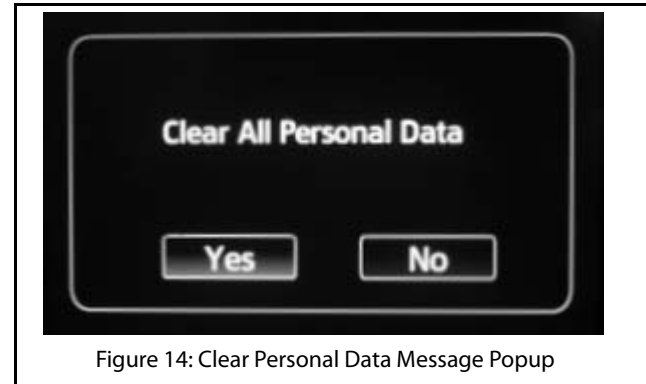 Clear All Personal Data
Yes No
Figure 14: Clear Personal Data Message Popup